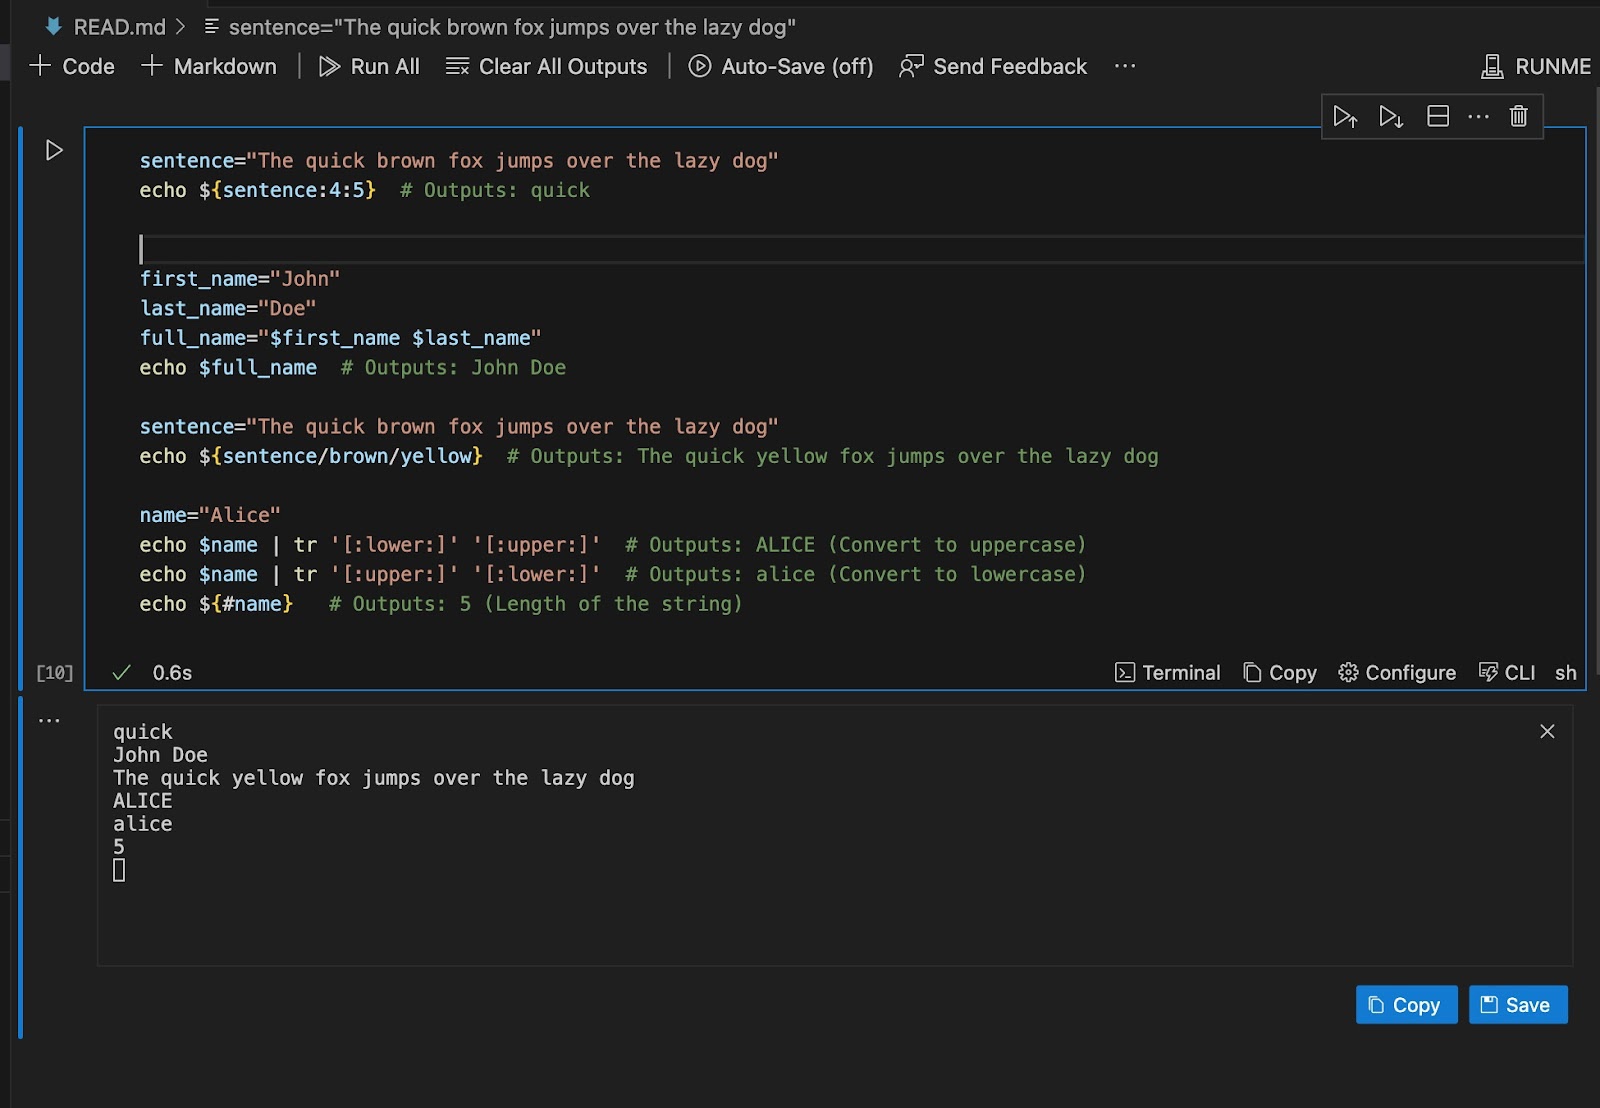 READ.md > sentence="The quick brown fox jumps over the lazy dog"
+ Code + Markdown | Run All Clear All Outputs | Auto-Save (off) Send Feedback ··· RUNME
···
sentence="The quick brown fox jumps over the lazy dog"
echo ${sentence:4:5}  # Outputs: quick
first_name="John"
last_name="Doe"
full_name="$first_name $last_name"
echo $full_name  # Outputs: John Doe
sentence="The quick brown fox jumps over the lazy dog"
echo ${sentence/brown/yellow}  # Outputs: The quick yellow fox jumps over the lazy dog
name="Alice"
echo $name | tr '[:lower:]' '[:upper:]'  # Outputs: ALICE (Convert to uppercase)
echo $name | tr '[:upper:]' '[:lower:]'  # Outputs: alice (Convert to lowercase)
echo ${#name}   # Outputs: 5 (Length of the string)
[10] ✓ 0.6s Terminal Copy Configure CLI sh
···
quick
John Doe
The quick yellow fox jumps over the lazy dog
ALICE
alice
5
Copy Save